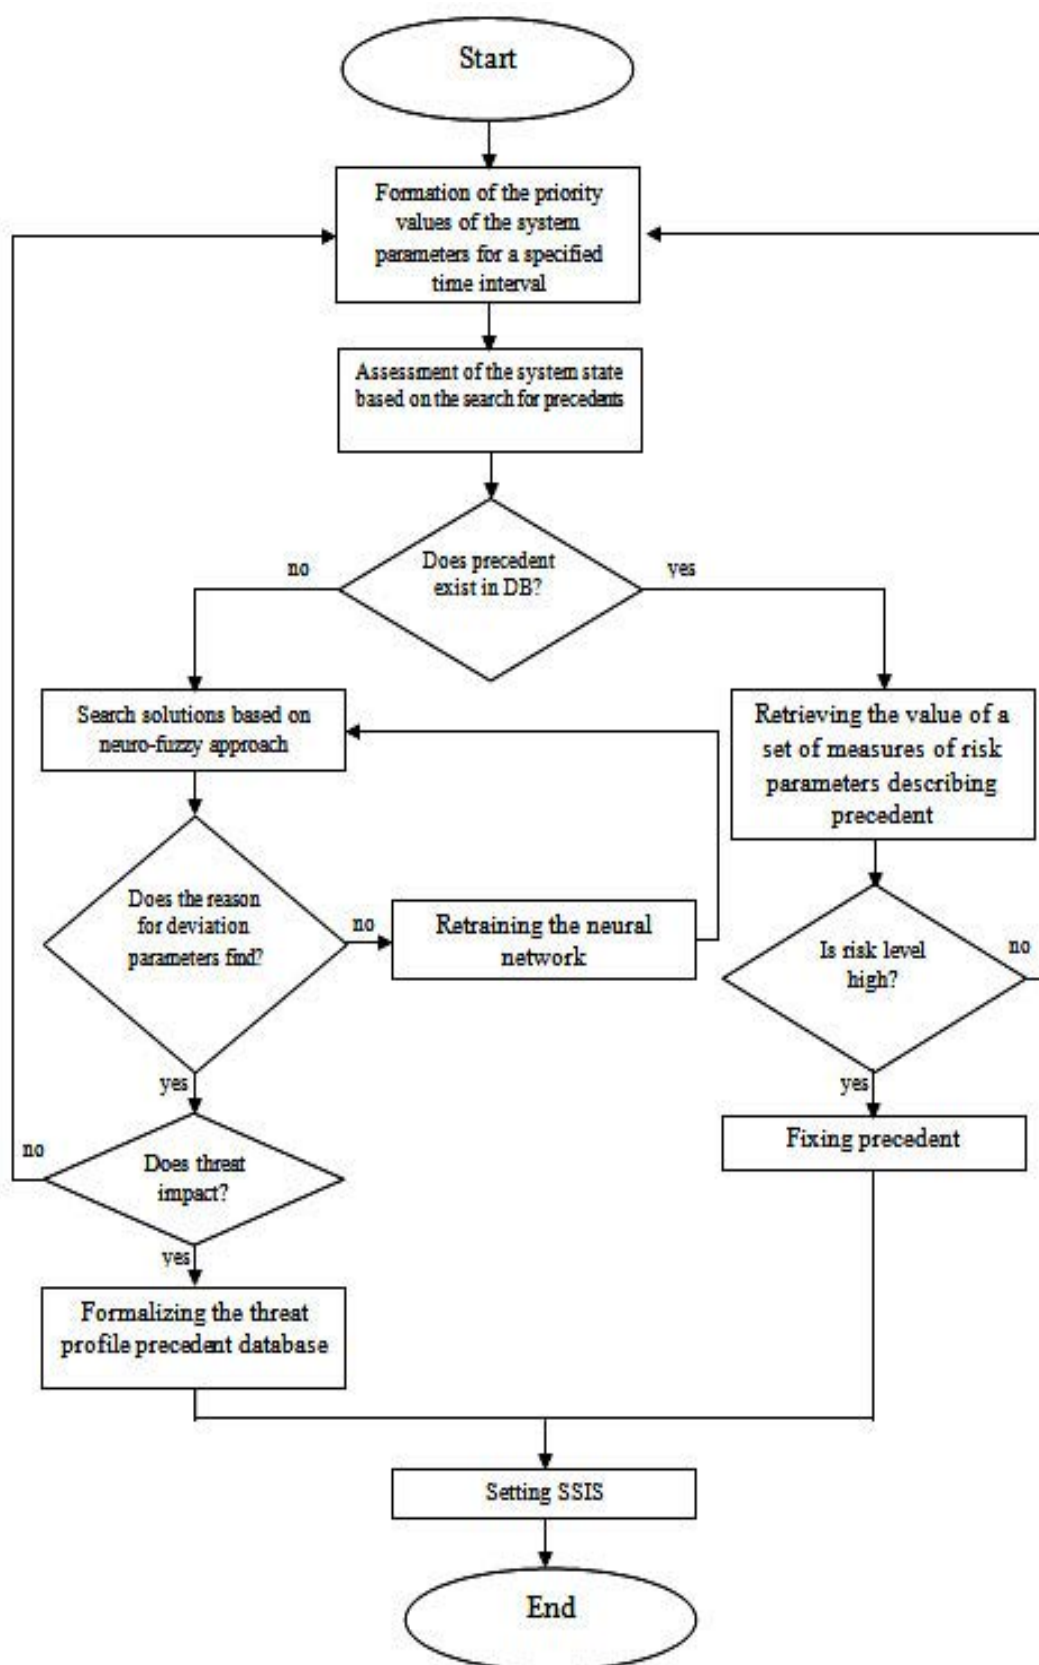 Start
Formation of the priority
values of the system
parameters for a specified
time interval
Assessment of the system state
based on the search for precedents
Does precedent
exist in DB?
no
yes
Search solutions based on
neuro-fuzzy approach
Retrieving the value of a
set of measures of risk
parameters describing
precedent
Does the reason
for deviation
parameters find?
no
Retraining the neural
network
Is risk level
high?
no
yes
yes
Fixing precedent
no
Does threat
impact?
yes
Formalizing the threat
profile precedent database
Setting SSIS
End